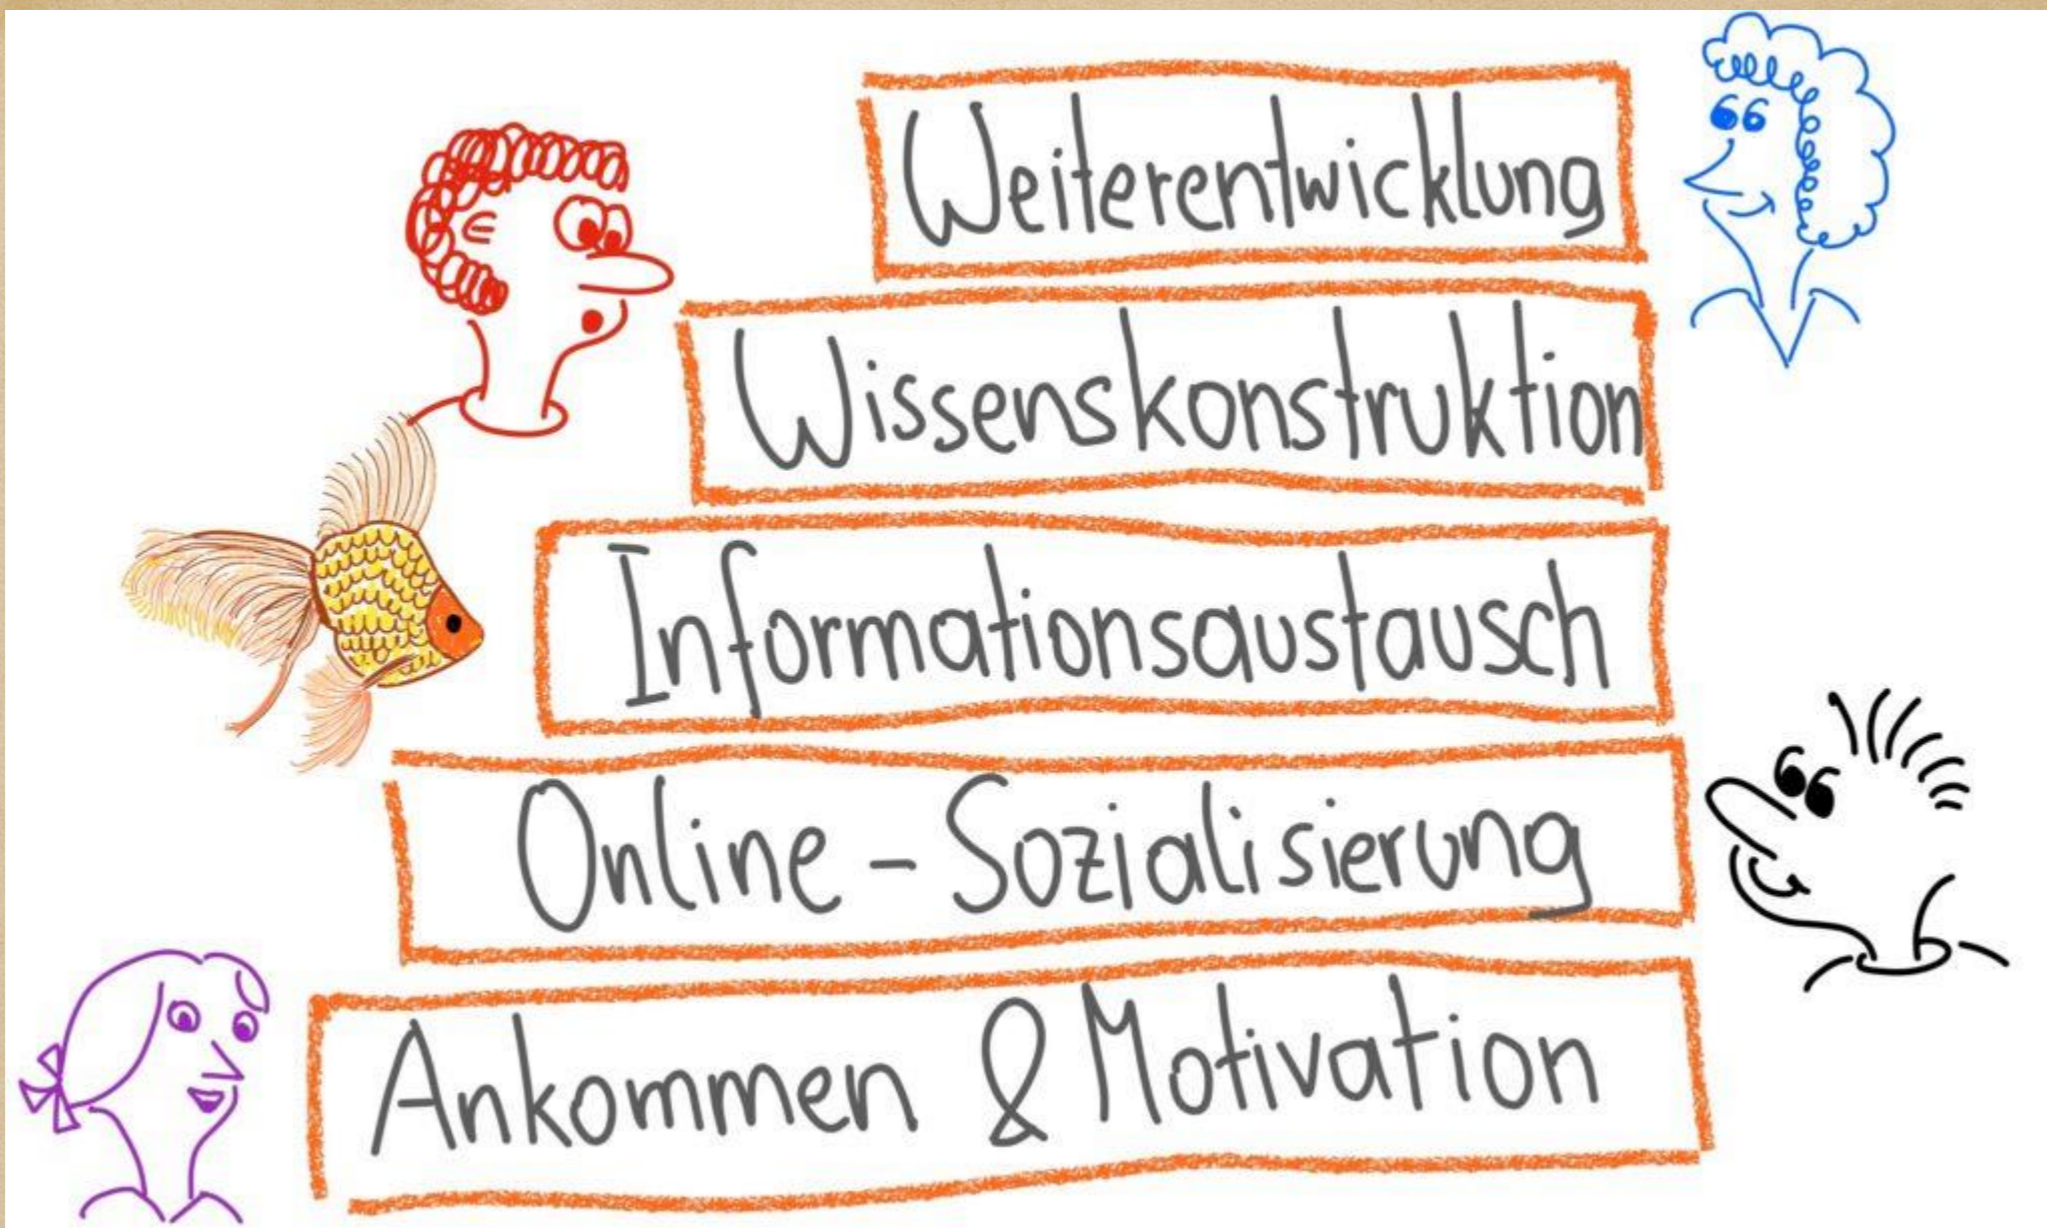 Weiterentwicklung
Wissenskonstruktion
Informationsaustausch
Online-Sozialisierung
Ankommen & Motivation